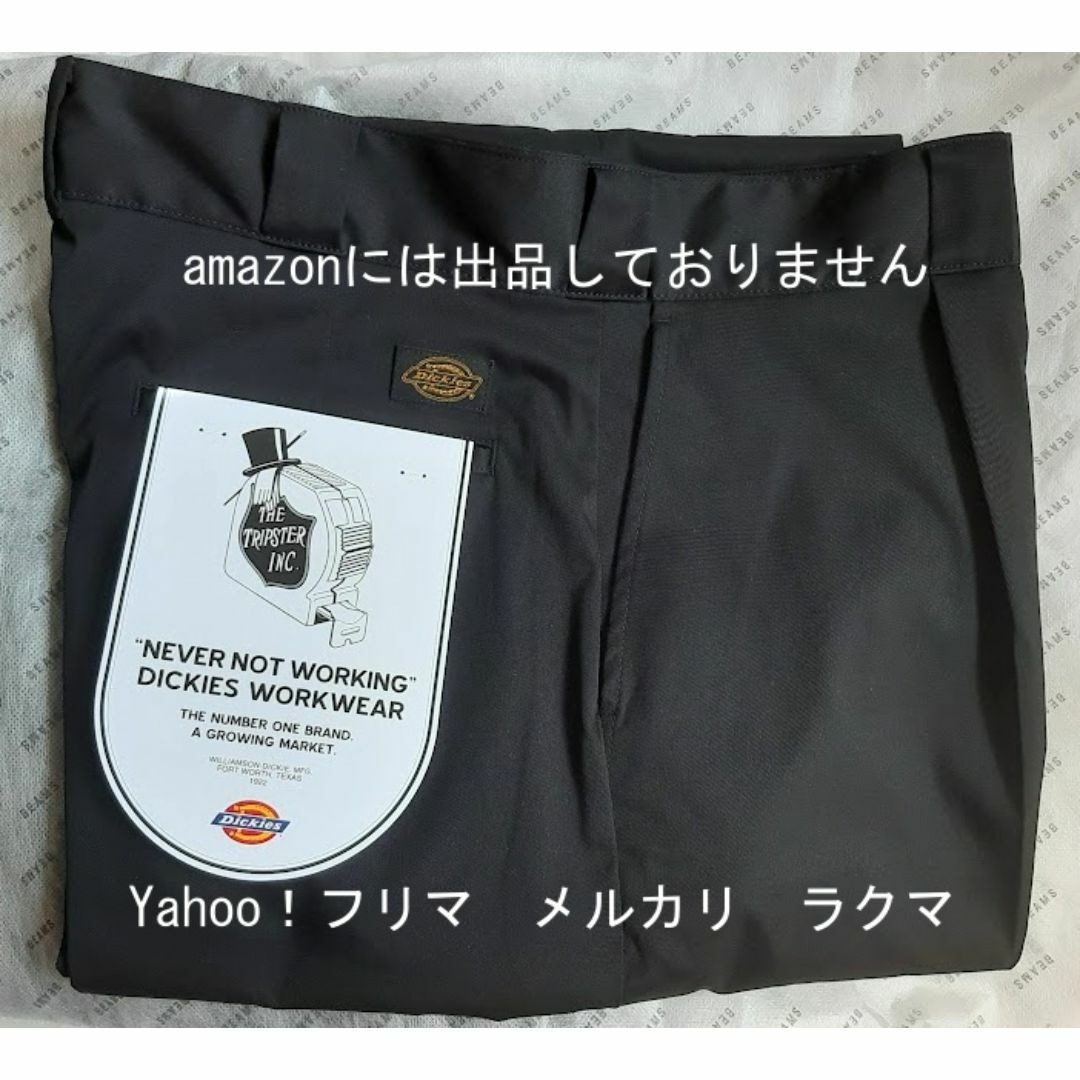 amazonには出品しておりません
Dickies
THE
TRIPSTER
INC.
"NEVER NOT WORKING"
DICKIES WORKWEAR
THE NUMBER ONE BRAND.
A GROWING MARKET.
WILLIAMSON-DICKIE MFG.
FORT WORTH, TEXAS
1922
Dickies
Yahoo！フリマ　メルカリ　ラクマ
BEAMS